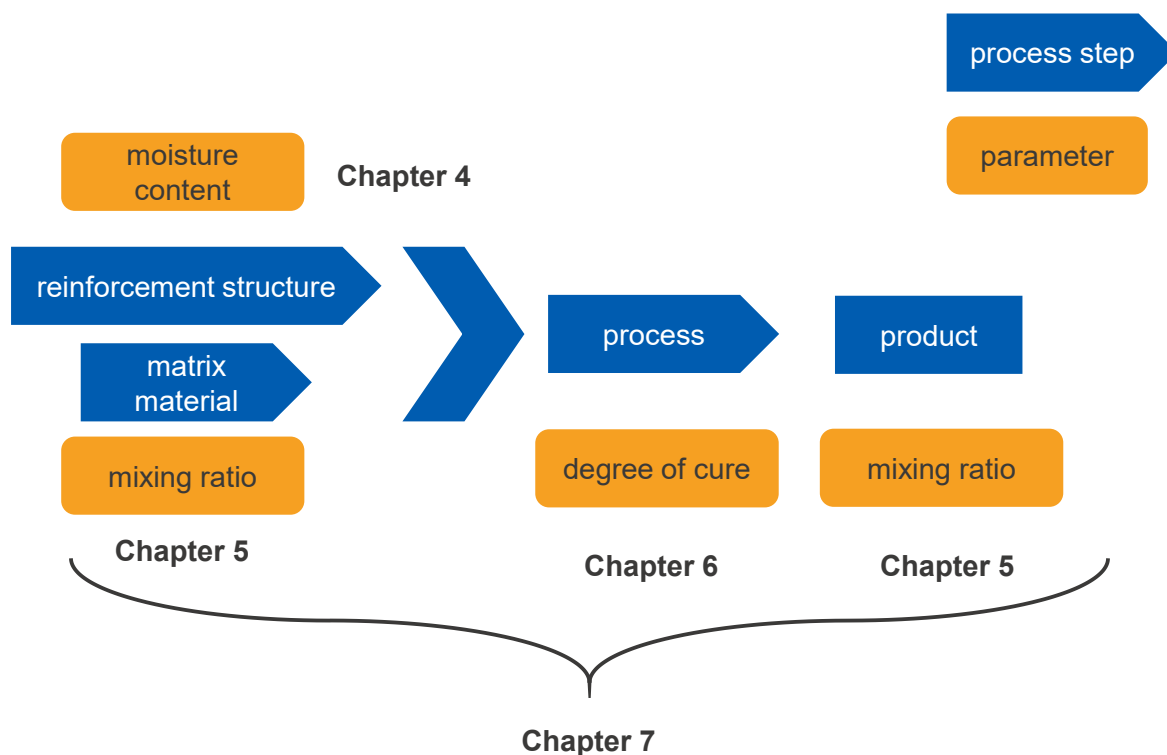 process step
parameter
moisture
content
Chapter 4
reinforcement structure
matrix
material
process
product
mixing ratio
degree of cure
mixing ratio
Chapter 5
Chapter 6
Chapter 5
Chapter 7